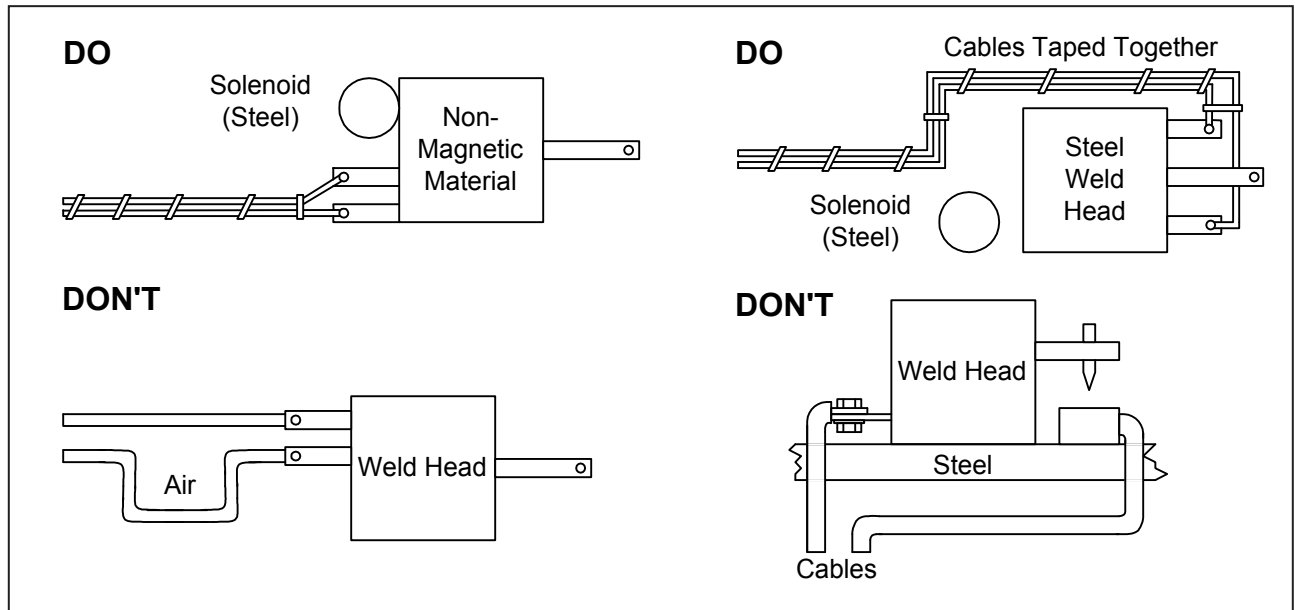 DO
Solenoid
(Steel)
Non-
Magnetic
Material
DO
Cables Taped Together
Steel
Weld
Head
Solenoid
(Steel)
DON'T
Air
Weld Head
DON'T
Weld Head
Steel
Cables